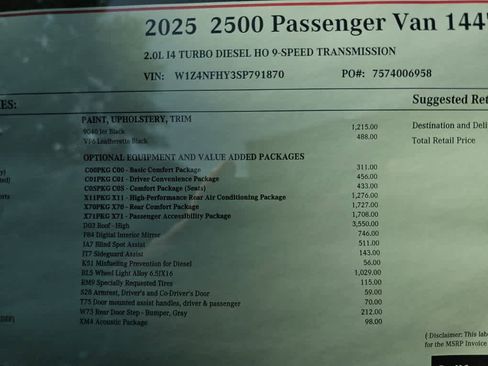 2025 2500 Passenger Van 144"
2.0L I4 TURBO DIESEL HO 9-SPEED TRANSMISSION
VIN: W1Z4NFHY3SP791870 PO#: 7574006958
ES: Suggested Ret
PAINT, UPHOLSTERY, TRIM
9040 Jet Black 1,215.00 Destination and Deli
V16 Leatherette Black 488.00 Total Retail Price
OPTIONAL EQUIPMENT AND VALUE ADDED PACKAGES
C00PKG C00 - Basic Comfort Package 311.00
C01PKG C01 - Driver Convenience Package 456.00
C05PKG C05 - Comfort Package (Seats) 433.00
X11PKG X11 - High-Performance Rear Air Conditioning Package 1,276.00
X70PKG X70 - Rear Comfort Package 1,727.00
X71PKG X71 - Passenger Accessibility Package 1,708.00
D03 Roof - High 3,550.00
F64 Digital Interior Mirror 746.00
JA7 Blind Spot Assist 511.00
JT7 Sideguard Assist 143.00
K51 Misfueling Prevention for Diesel 56.00
RL5 Wheel Light Alloy 6.5JX16 1,029.00
RM9 Specially Requested Tires 115.00
S28 Armrest, Driver's and Co-Driver's Door 59.00
T75 Door mounted assist handles, driver & passenger 70.00
W73 Rear Door Step - Bumper, Gray 212.00
XM4 Acoustic Package 98.00
( Disclaimer: This labe
for the MSRP Invoice